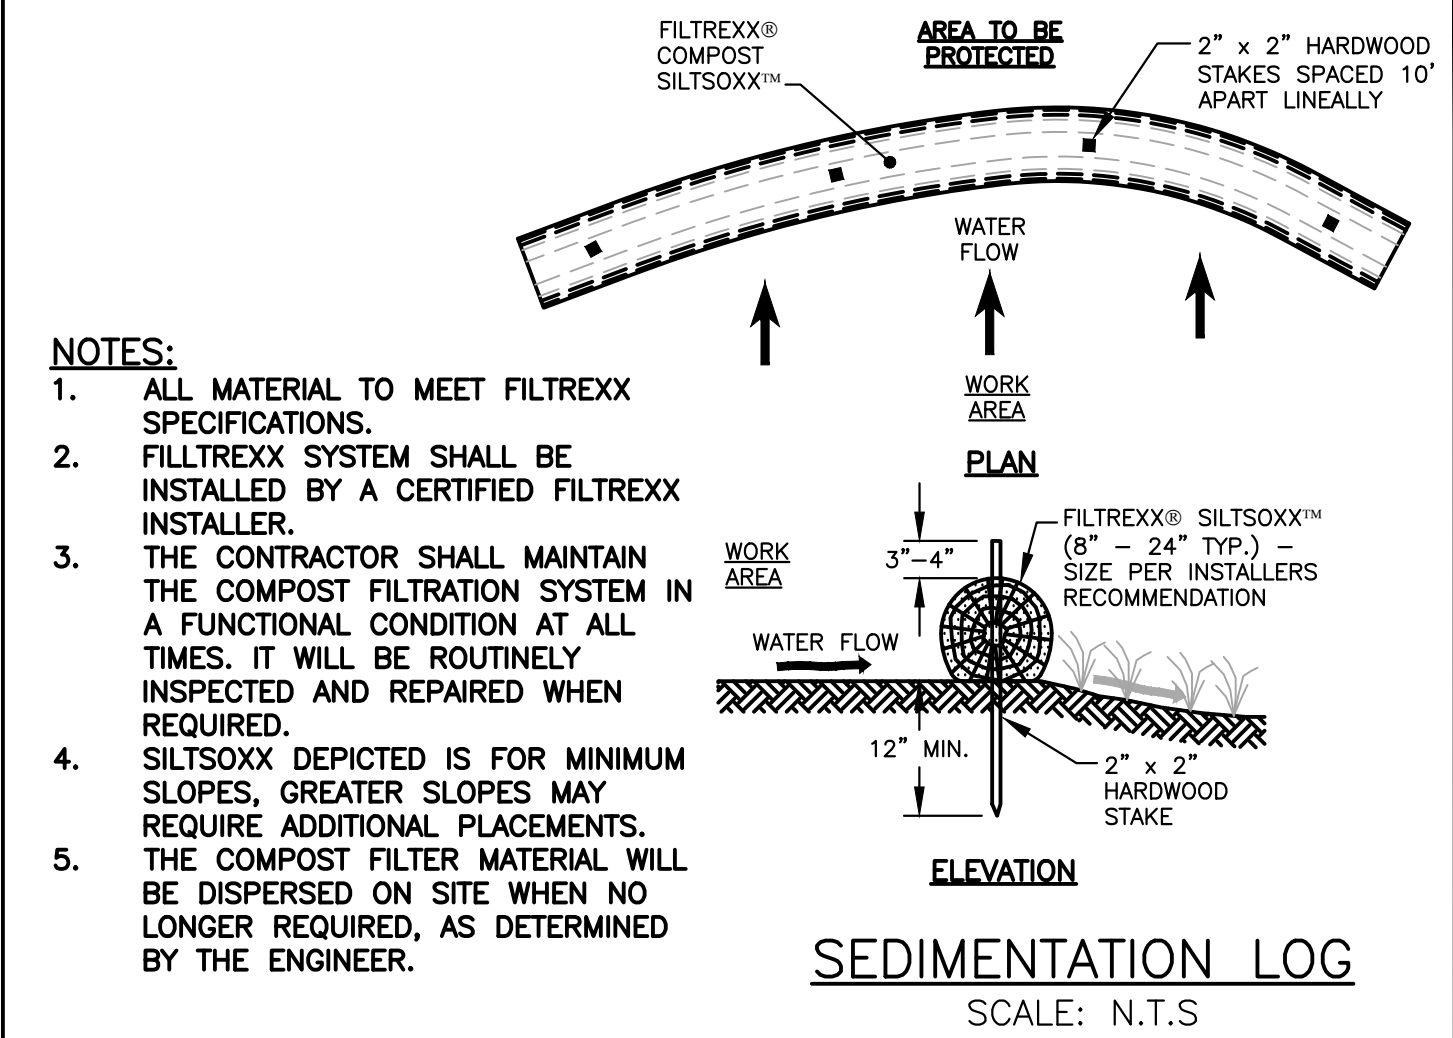 FILTREXX®
COMPOST
SILTSOXX™
AREA TO BE
PROTECTED
2” x 2” HARDWOOD
STAKES SPACED 10’
APART LINEALLY
WATER
FLOW
WORK
AREA
PLAN
NOTES:
1. ALL MATERIAL TO MEET FILTREXX
SPECIFICATIONS.
2. FILLTREXX SYSTEM SHALL BE
INSTALLED BY A CERTIFIED FILTREXX
INSTALLER.
3. THE CONTRACTOR SHALL MAINTAIN
THE COMPOST FILTRATION SYSTEM IN
A FUNCTIONAL CONDITION AT ALL
TIMES. IT WILL BE ROUTINELY
INSPECTED AND REPAIRED WHEN
REQUIRED.
4. SILTSOXX DEPICTED IS FOR MINIMUM
SLOPES, GREATER SLOPES MAY
REQUIRE ADDITIONAL PLACEMENTS.
5. THE COMPOST FILTER MATERIAL WILL
BE DISPERSED ON SITE WHEN NO
LONGER REQUIRED, AS DETERMINED
BY THE ENGINEER.
WORK
AREA
3”–4”
FILTREXX® SILTSOXX™
(8” – 24” TYP.) –
SIZE PER INSTALLERS
RECOMMENDATION
WATER FLOW
12” MIN.
2” x 2”
HARDWOOD
STAKE
ELEVATION
SEDIMENTATION LOG
SCALE: N.T.S